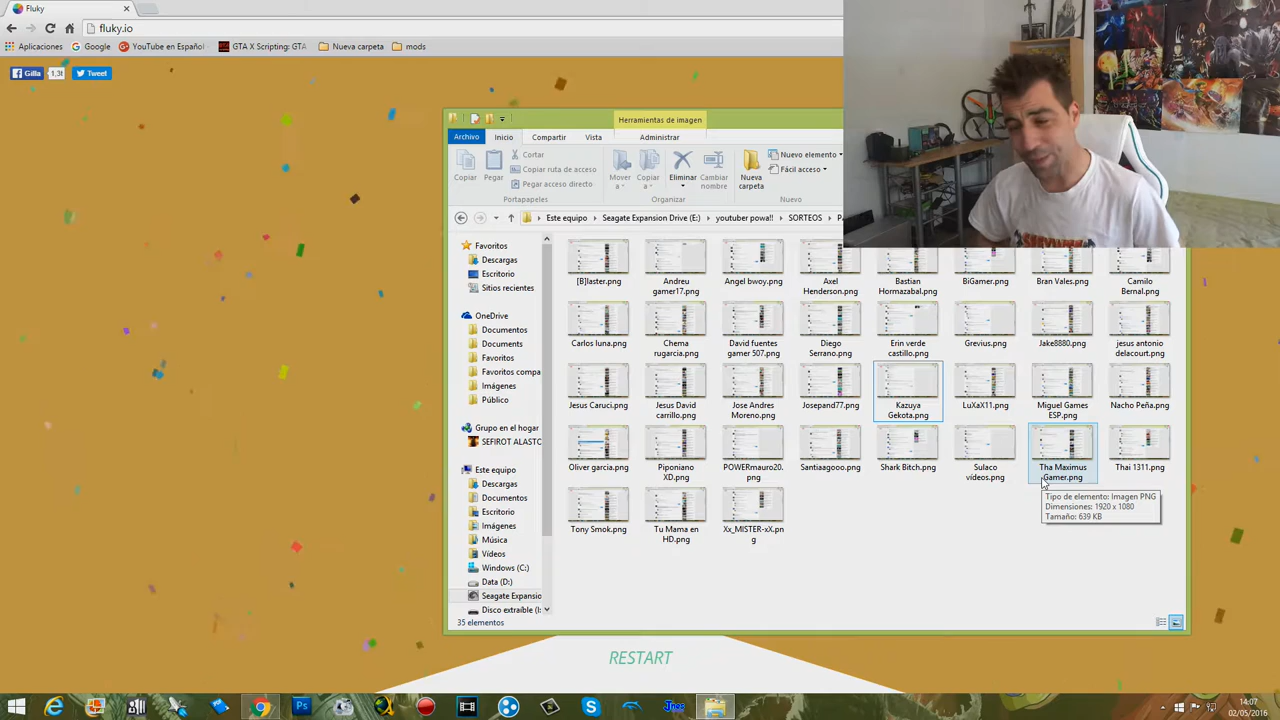 Fluky
fluky.io
Aplicaciones Google YouTube en Español GTA X Scripting: GTA Nueva carpeta mods
Gilla Tweet
Herramientas de imagen
Archivo Inicio Compartir Vista Administrar
Copiar Pegar Cortar Copiar ruta de acceso Pegar acceso directo Mover a Copiar a Eliminar Cambiar nombre Nueva carpeta Nuevo elemento Fácil acceso
Portapapeles Organizar Nuevo
Este equipo Seagate Expansion Drive (E:) youtuber powa!! SORTEOS
Favoritos
Descargas
Escritorio
Sitios recientes
OneDrive
Documentos
Documents
Favoritos
Favoritos compa
Imágenes
Público
Grupo en el hogar
SEFIROT ALASTO
Este equipo
Descargas
Documentos
Escritorio
Imágenes
Música
Vídeos
Windows (C:)
Data (D:)
Seagate Expansio
Disco extraíble (I:
[B]laster.png Andreu gamer17.png Angel bwoy.png Axel Henderson.png Bastian Hormazabal.png BiGamer.png Bran Vales.png Camilo Bernal.png
Carlos luna.png Chema rugarcia.png David fuentes gamer 507.png Diego Serrano.png Erin verde castillo.png Grevius.png Jake8880.png jesus antonio delacourt.png
Jesus Caruci.png Jesus David carrillo.png Jose Andres Moreno.png Josepand77.png Kazuya Gekota.png LuXaX11.png Miguel Games ESP.png Nacho Peña.png
Oliver garcia.png Piponiano XD.png POWERmauro20.png Santiaagooo.png Shark Bitch.png Sulaco vídeos.png Tha Maximus Gamer.png Thai 1311.png
Tony Smok.png Tu Mama en HD.png Xx_MISTER-xX.png
Tipo de elemento: Imagen PNG
Dimensiones: 1920 x 1080
Tamaño: 639 KB
35 elementos
RESTART
14:07
02/05/2016